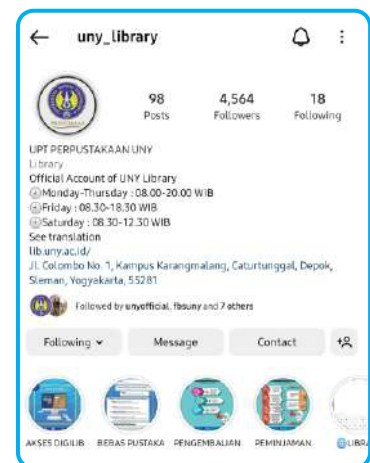 uny_library
98
4,564
18
Posts
Followers
Following
UPT PERPUSTAKAAN UNY
Library
Official Account of UNY Library
Monday-Thursday : 08.00-20.00 WIB
Friday : 08.30-18.30 WIB
Saturday : 08.30-12.30 WIB
See translation
lib.uny.ac.id/
Jl. Colombo No. 1, Kampus Karangmalang, Caturtunggal, Depok,
Sleman, Yogyakarta, 55281
Followed by unyofficial, fbsuny and 7 others
Following
Message
Contact
AKSES DIGILIB
BEBAS PUSTAKA
PENGEMBALIAN
PEMINJAMAN